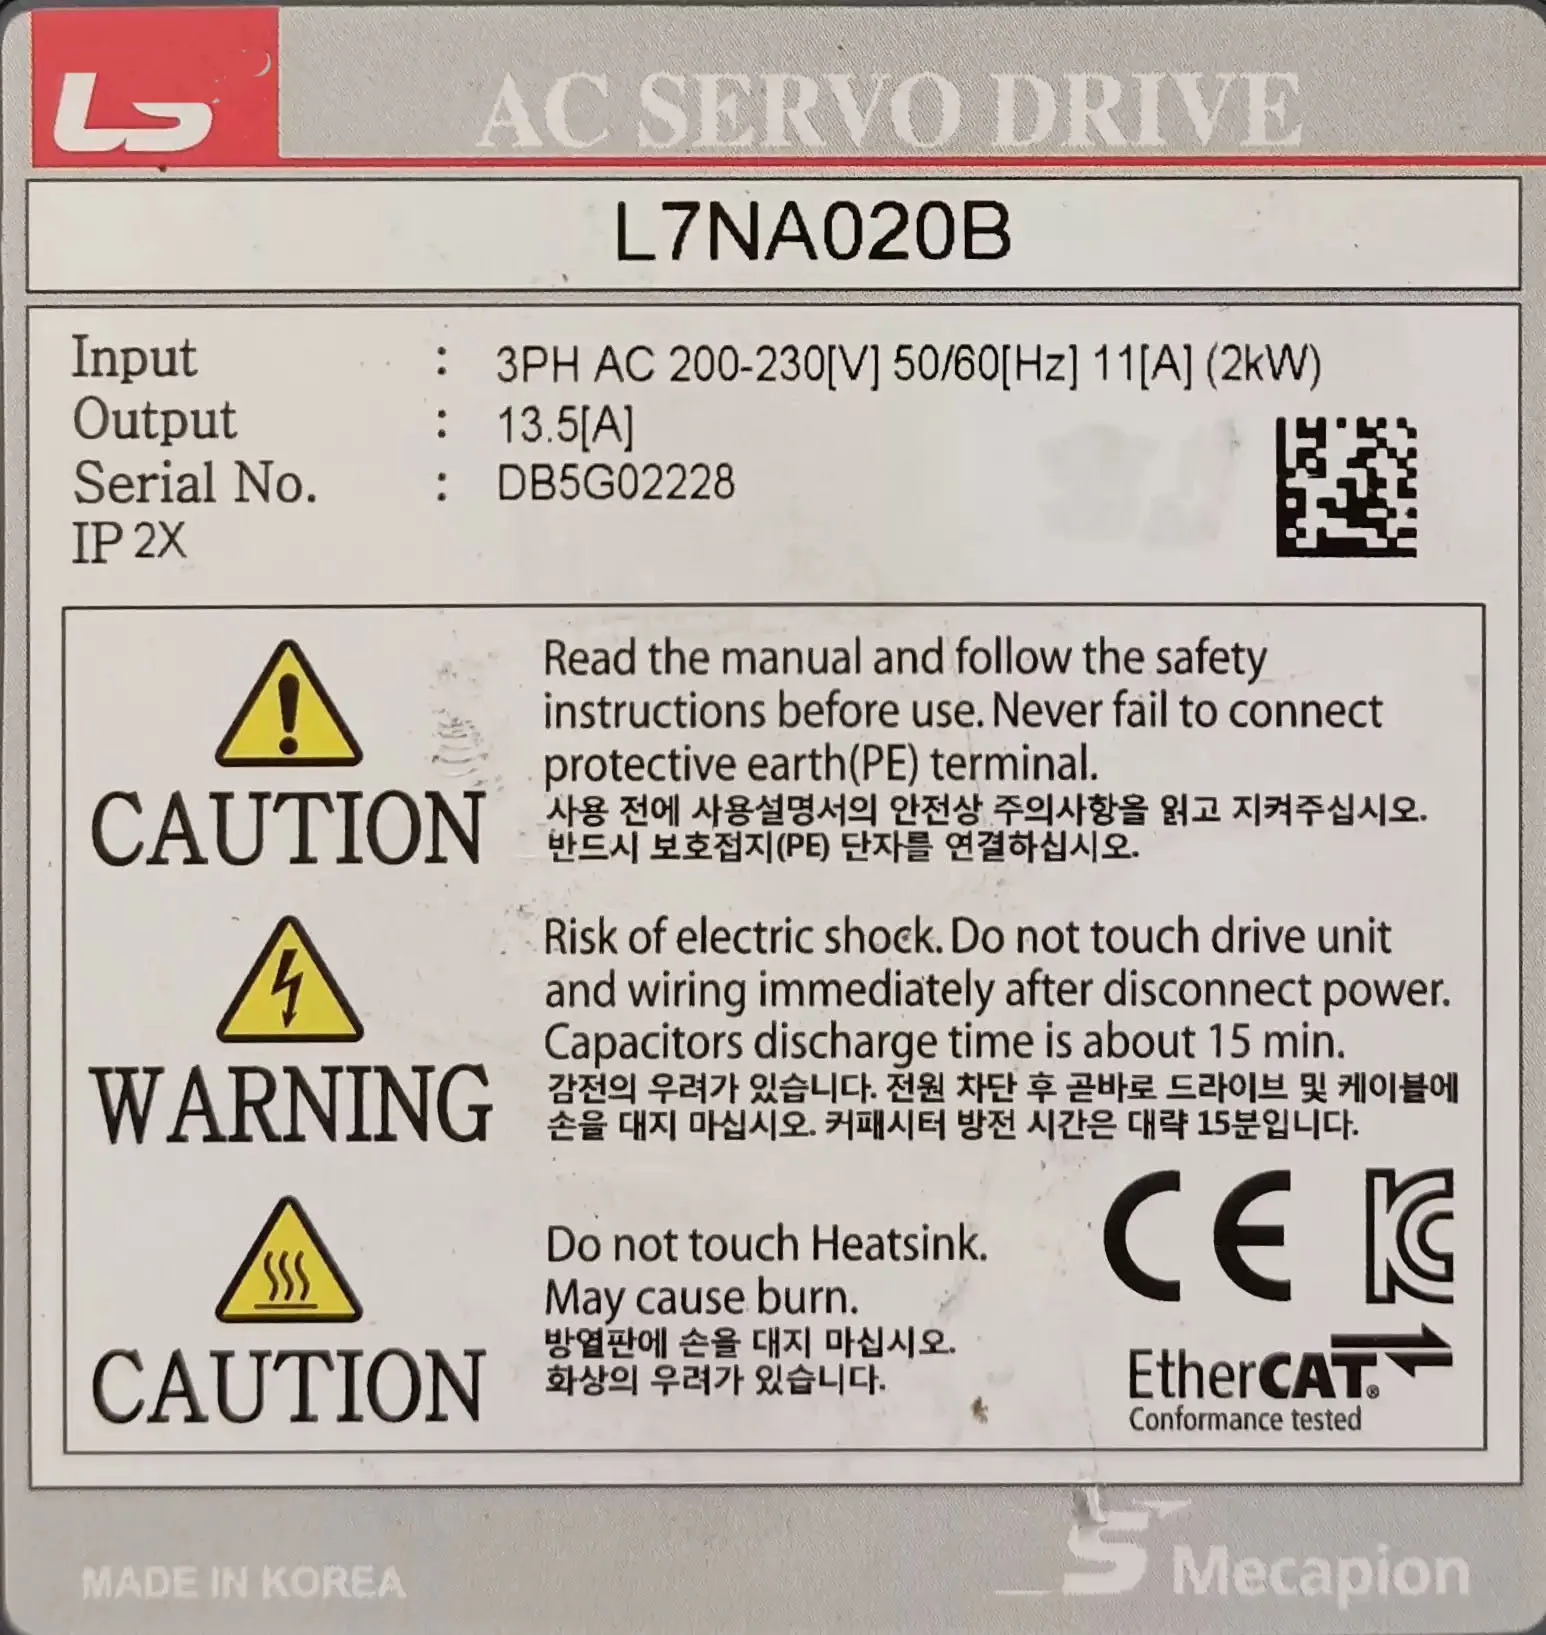 LS
AC SERVO DRIVE
L7NA020B
Input : 3PH AC 200-230[V] 50/60[Hz] 11[A] (2kW)
Output : 13.5[A]
Serial No. : DB5G02228
IP 2X
CAUTION
Read the manual and follow the safety
instructions before use. Never fail to connect
protective earth(PE) terminal.
사용 전에 사용설명서의 안전상 주의사항을 읽고 지켜주십시오.
반드시 보호접지(PE) 단자를 연결하십시오.
WARNING
Risk of electric shock. Do not touch drive unit
and wiring immediately after disconnect power.
Capacitors discharge time is about 15 min.
감전의 우려가 있습니다. 전원 차단 후 곧바로 드라이브 및 케이블에
손을 대지 마십시오. 커패시터 방전 시간은 대략 15분입니다.
CAUTION
Do not touch Heatsink.
May cause burn.
방열판에 손을 대지 마십시오.
화상의 우려가 있습니다.
CE KC
EtherCAT®
Conformance tested
MADE IN KOREA
Mecapion